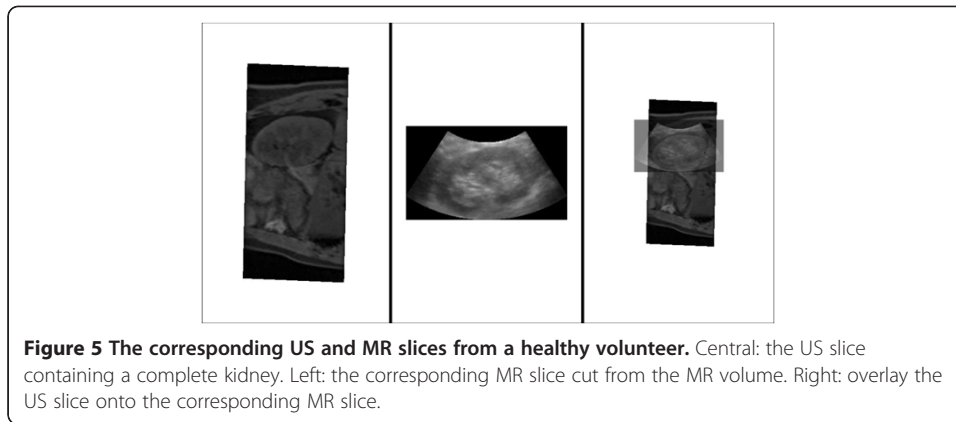 Figure 5 The corresponding US and MR slices from a healthy volunteer. Central: the US slice
containing a complete kidney. Left: the corresponding MR slice cut from the MR volume. Right: overlay the
US slice onto the corresponding MR slice.